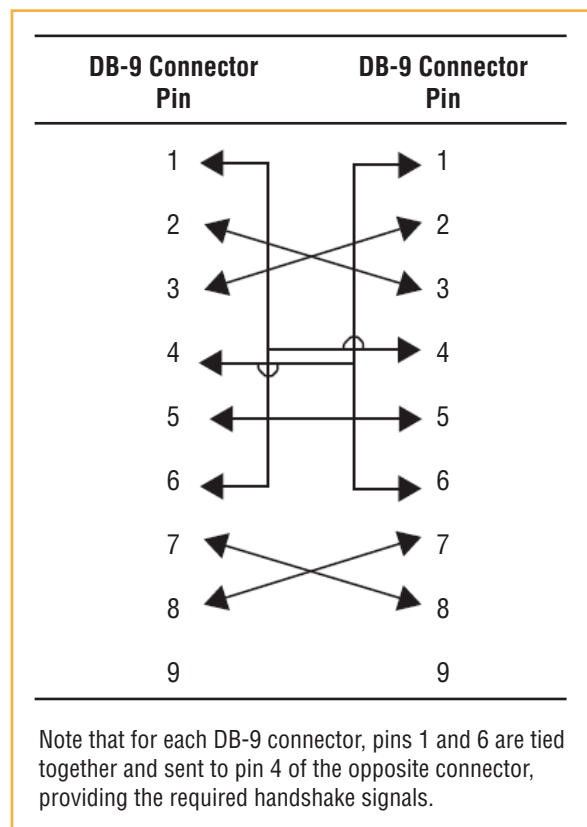 DB-9 Connector Pin DB-9 Connector Pin
1 1
2 2
3 3
4 4
5 5
6 6
7 7
8 8
9 9
Note that for each DB-9 connector, pins 1 and 6 are tied
together and sent to pin 4 of the opposite connector,
providing the required handshake signals.